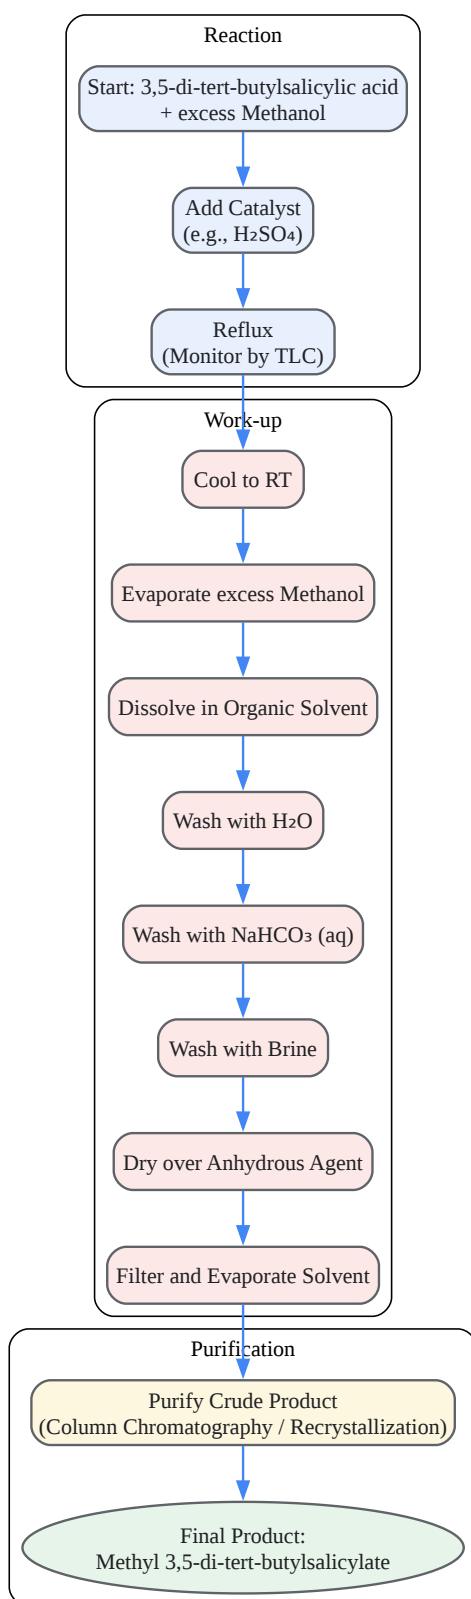 Reaction
Start: 3,5-di-tert-butylsalicylic acid
+ excess Methanol
Add Catalyst
(e.g., H₂SO₄)
Reflux
(Monitor by TLC)
Work-up
Cool to RT
Evaporate excess Methanol
Dissolve in Organic Solvent
Wash with H₂O
Wash with NaHCO₃ (aq)
Wash with Brine
Dry over Anhydrous Agent
Filter and Evaporate Solvent
Purification
Purify Crude Product
(Column Chromatography / Recrystallization)
Final Product:
Methyl 3,5-di-tert-butylsalicylate